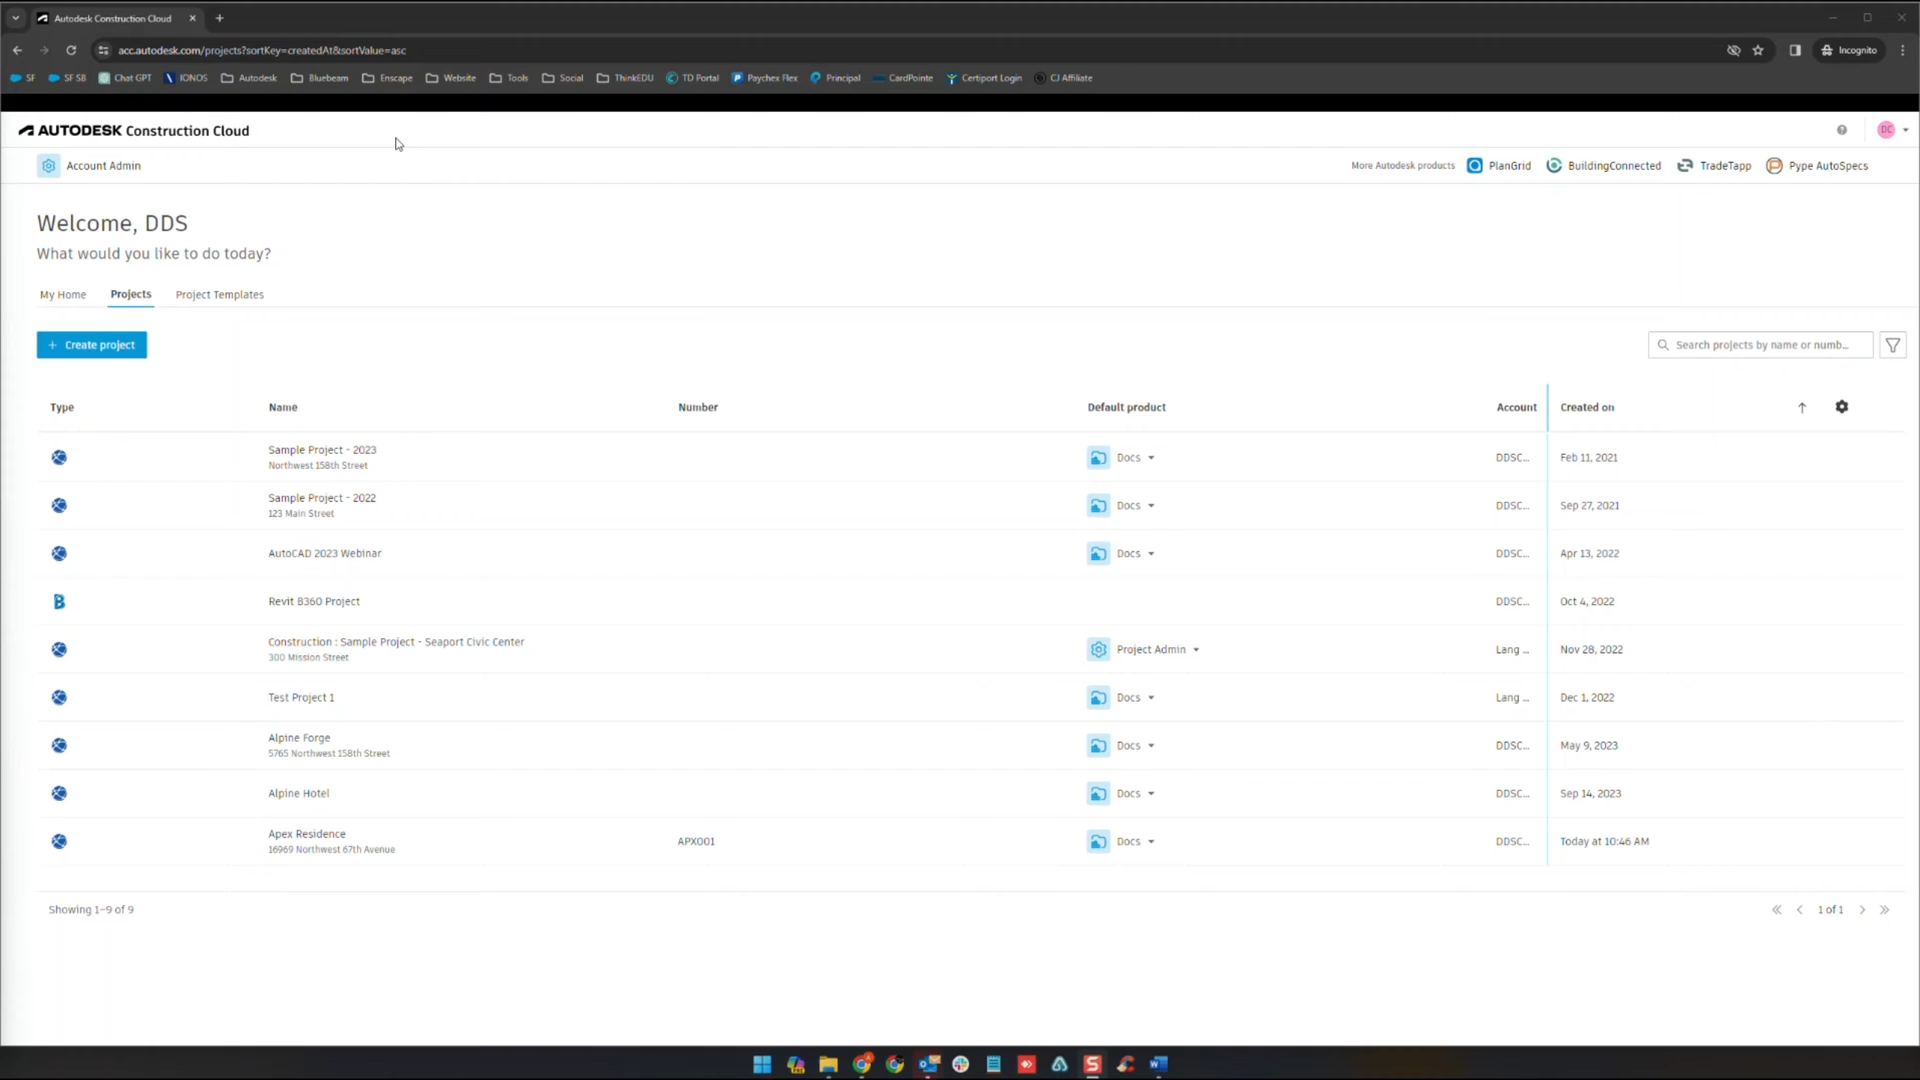 Autodesk Construction Cloud
acc.autodesk.com/projects?sortKey=createdAt&sortValue=asc
Incognito
SF
SF SB
Chat GPT
IONOS
Autodesk
Bluebeam
Enscape
Website
Tools
Social
ThinkEDU
TD Portal
Paychex Flex
Principal
CardPointe
Certiport Login
CJ Affiliate
AUTODESK Construction Cloud
DC
Account Admin
More Autodesk products
PlanGrid
BuildingConnected
TradeTapp
Pype AutoSpecs
Welcome, DDS
What would you like to do today?
My Home
Projects
Project Templates
+ Create project
Search projects by name or numb...
Type Name Number Default product Account Created on
Sample Project - 2023
Northwest 158th Street
Docs DDSC... Feb 11, 2021
Sample Project - 2022
123 Main Street
Docs DDSC... Sep 27, 2021
AutoCAD 2023 Webinar Docs DDSC... Apr 13, 2022
Revit B360 Project DDSC... Oct 4, 2022
Construction : Sample Project - Seaport Civic Center
300 Mission Street
Project Admin Lang ... Nov 28, 2022
Test Project 1 Docs Lang ... Dec 1, 2022
Alpine Forge
5765 Northwest 158th Street
Docs DDSC... May 9, 2023
Alpine Hotel Docs DDSC... Sep 14, 2023
Apex Residence
16969 Northwest 67th Avenue
APX001 Docs DDSC... Today at 10:46 AM
Showing 1-9 of 9
1 of 1